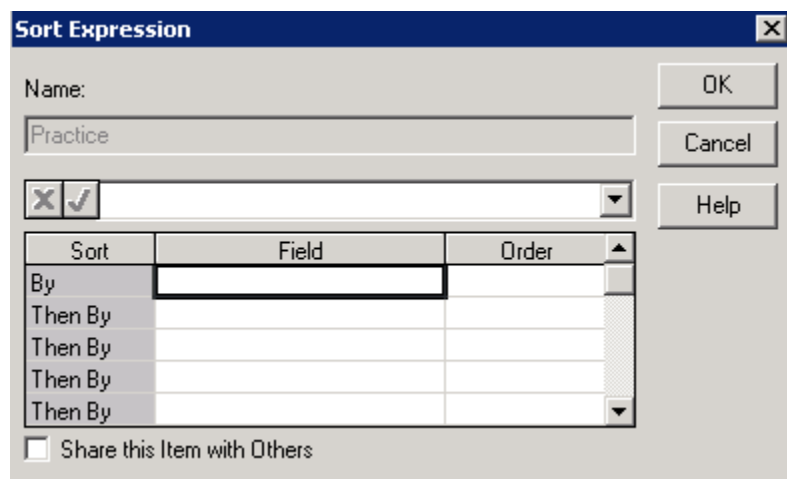 Sort Expression
Name:
OK
Practice
Cancel
Help
Sort Field Order
By
Then By
Then By
Then By
Then By
Share this Item with Others